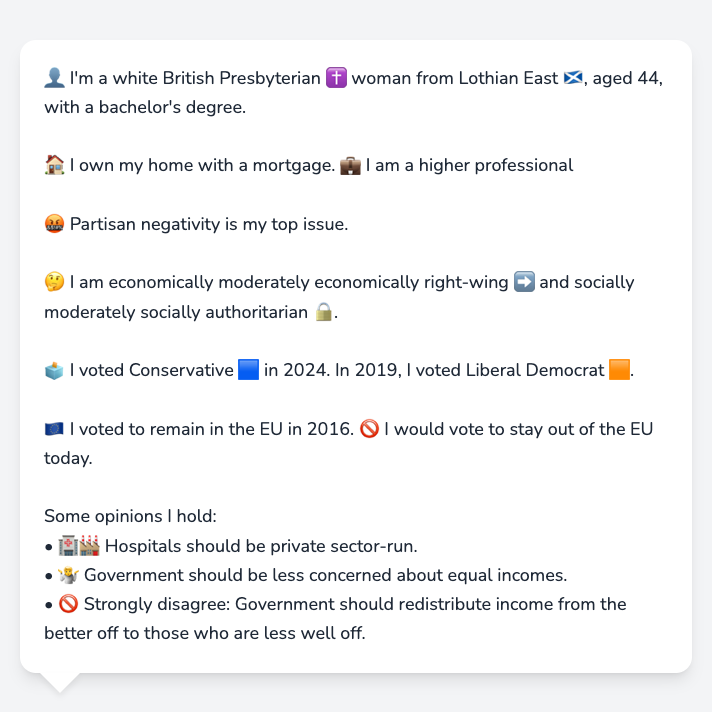 👤 I'm a white British Presbyterian ✝️ woman from Lothian East 🏴󠁧󠁢󠁳󠁣󠁴󠁿, aged 44,
with a bachelor's degree.
🏠 I own my home with a mortgage. 💼 I am a higher professional
🤬 Partisan negativity is my top issue.
🤔 I am economically moderately economically right-wing ➡️ and socially
moderately socially authoritarian 🔒.
🗳️ I voted Conservative 🟦 in 2024. In 2019, I voted Liberal Democrat 🟧.
🇪🇺 I voted to remain in the EU in 2016. 🚫 I would vote to stay out of the EU
today.
Some opinions I hold:
• 🏥🏭 Hospitals should be private sector-run.
• 🤷 Government should be less concerned about equal incomes.
• 🚫 Strongly disagree: Government should redistribute income from the
better off to those who are less well off.